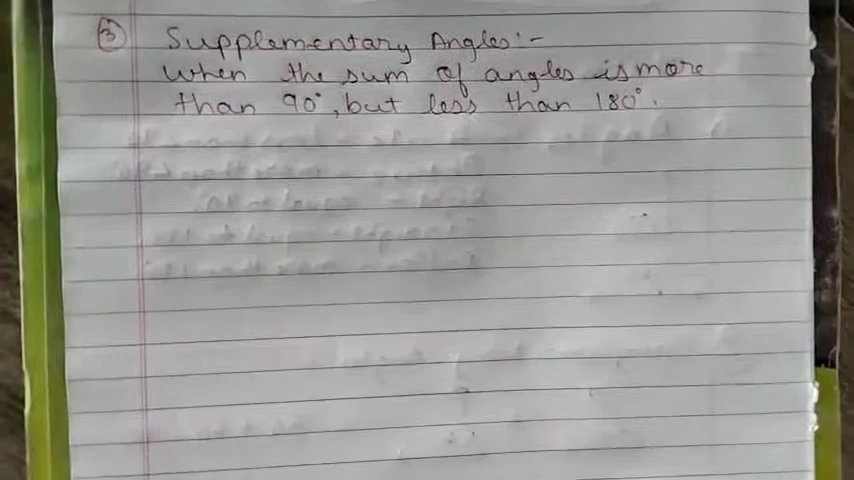 ③ Supplementary Angles:-
When the sum of angles is more
than 90°, but less than 180°.